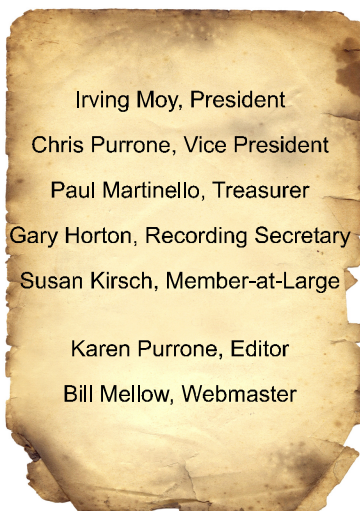 Irving Moy, President
Chris Purrone, Vice President
Paul Martinello, Treasurer
Gary Horton, Recording Secretary
Susan Kirsch, Member-at-Large
Karen Purrone, Editor
Bill Mellow, Webmaster